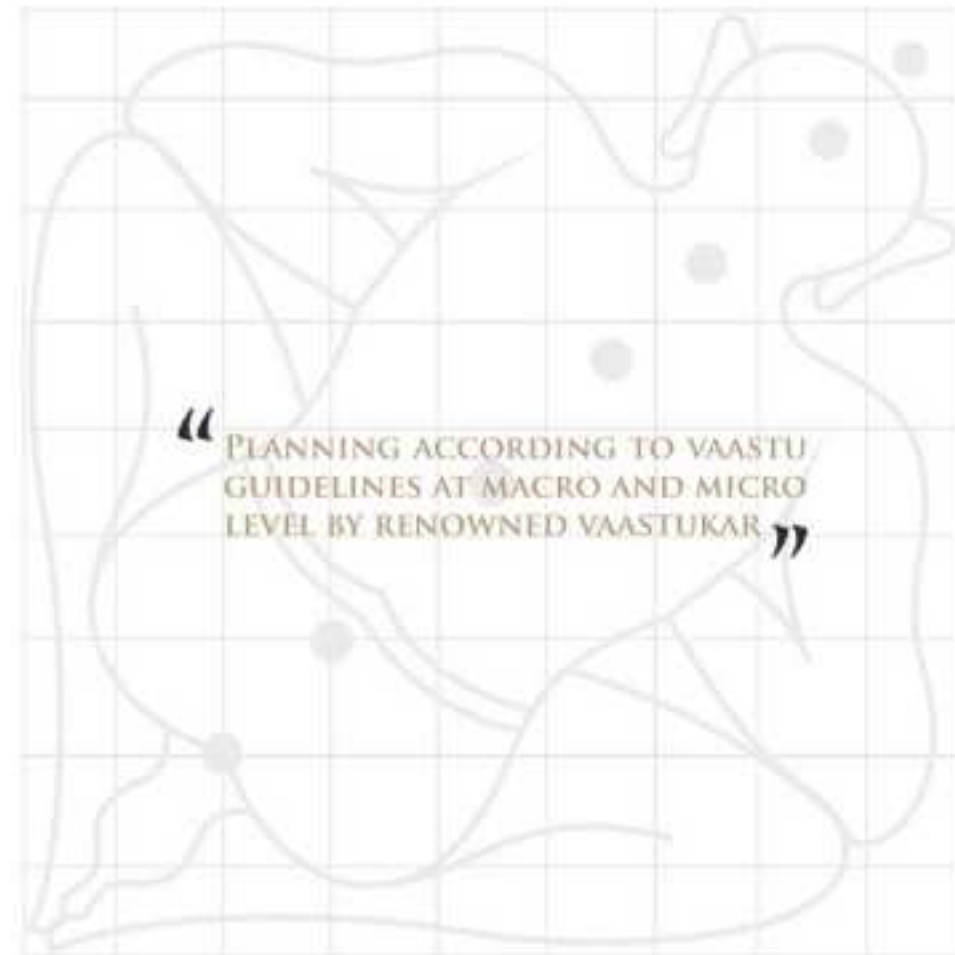 “PLANNING ACCORDING TO VAASTU
GUIDELINES AT MACRO AND MICRO
LEVEL BY RENOWNED VAASTUKAR”